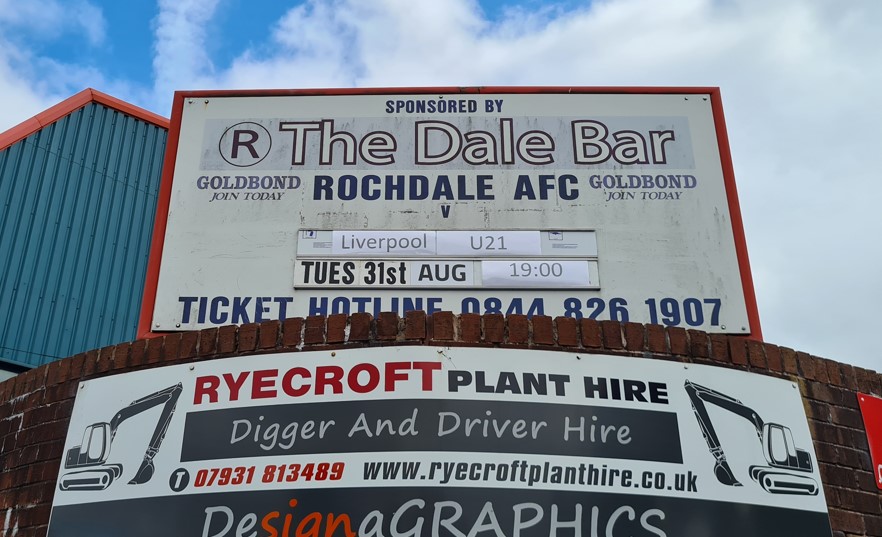 SPONSORED BY
R The Dale Bar
GOLDBOND ROCHDALE AFC GOLDBOND
JOIN TODAY V JOIN TODAY
Liverpool U21
TUES 31st AUG 19:00
TICKET HOTLINE 0844 826 1907
RYECROFT PLANT HIRE
Digger And Driver Hire
T 07931 813489 www.ryecroftplanthire.co.uk
DesignaGRAPHICS